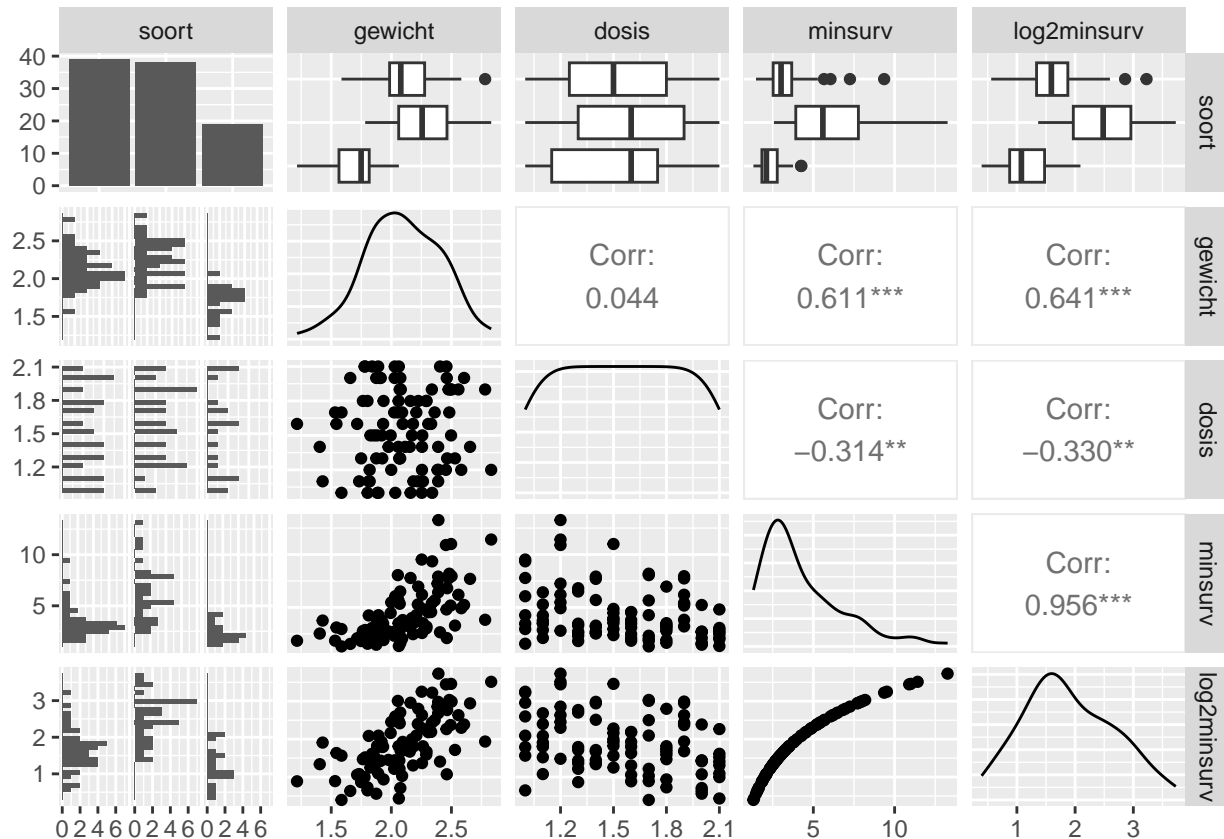 soort gewicht dosis minsurv log2minsurv
40
30
20
10
0
soort
2.5
2.0
1.5
Corr:
0.044
Corr:
0.611***
Corr:
0.641***
gewicht
2.1
1.8
1.5
1.2
Corr:
−0.314**
Corr:
−0.330**
dosis
10
5
Corr:
0.956***
minsurv
3
2
1
log2minsurv
0 2 4 6 0 2 4 6 0 2 4 6 1.5 2.0 2.5 1.2 1.5 1.8 2.1 5 10 1 2 3